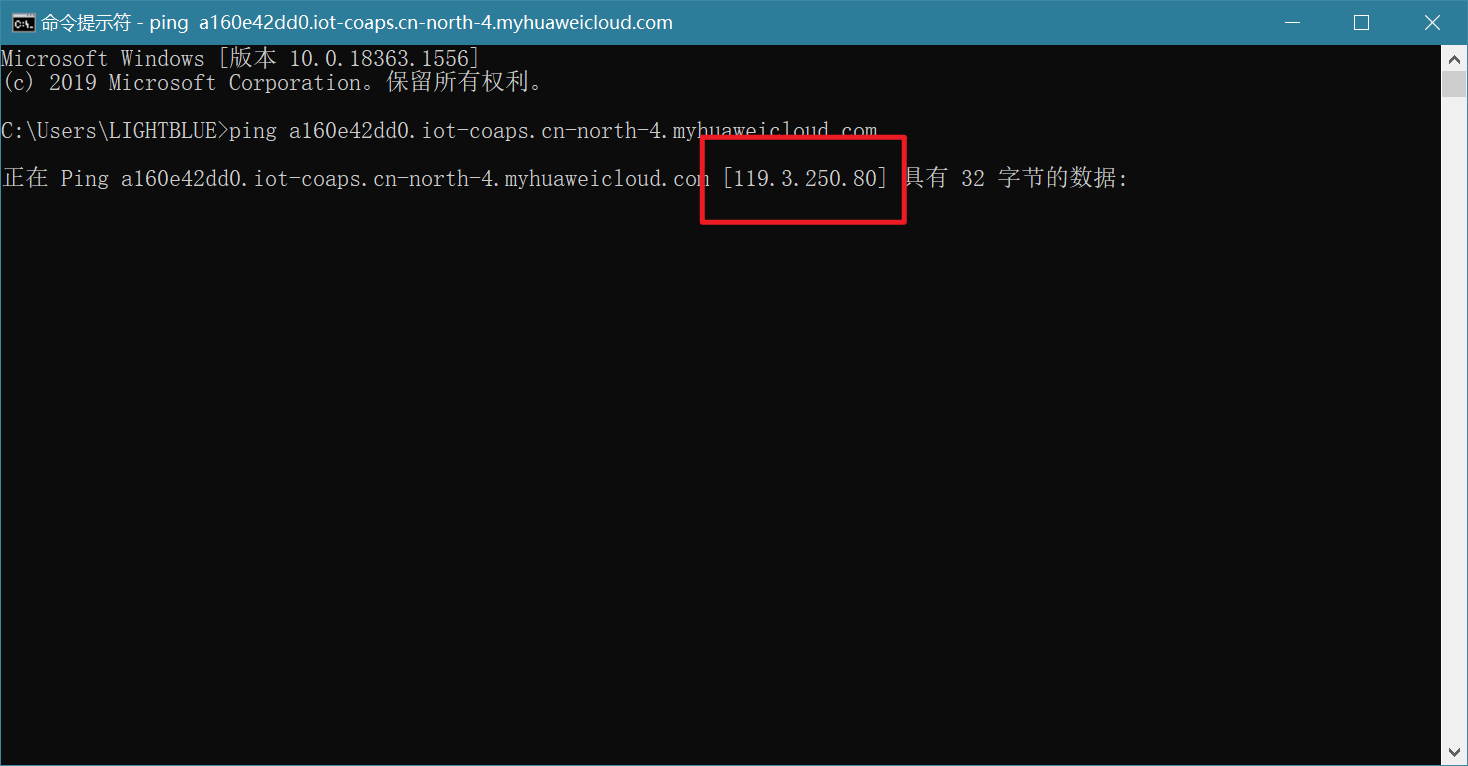 命令提示符 - ping  a160e42dd0.iot-coaps.cn-north-4.myhuaweicloud.com
Microsoft Windows [版本 10.0.18363.1556]
(c) 2019 Microsoft Corporation。保留所有权利。
C:\Users\LIGHTBLUE>ping a160e42dd0.iot-coaps.cn-north-4.myhuaweicloud.com
正在 Ping a160e42dd0.iot-coaps.cn-north-4.myhuaweicloud.com [119.3.250.80] 具有 32 字节的数据: